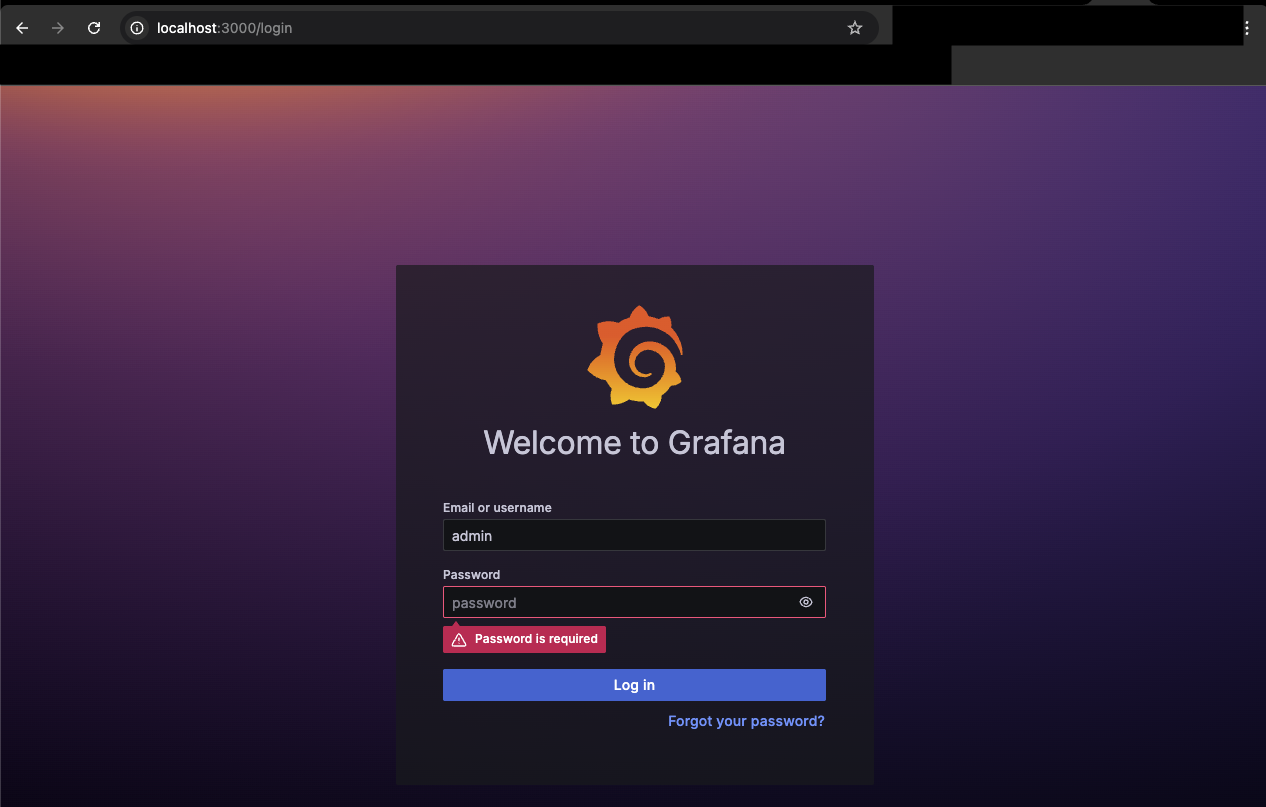 localhost:3000/login
Welcome to Grafana
Email or username
admin
Password
password
Password is required
Log in
Forgot your password?